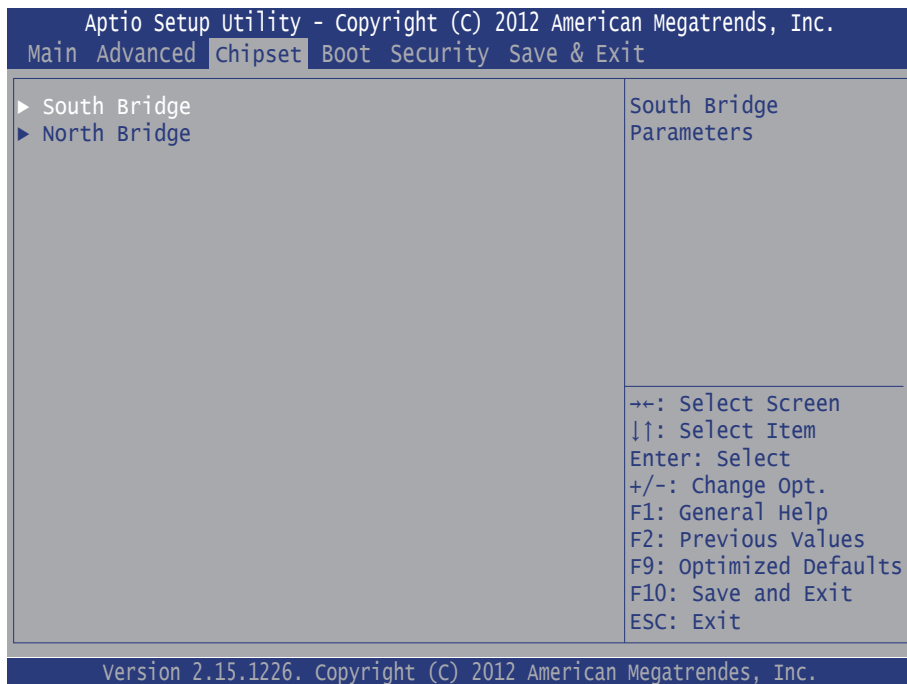 Aptio Setup Utility - Copyright (C) 2012 American Megatrends, Inc.
Main Advanced Chipset Boot Security Save & Exit
► South Bridge
► North Bridge
South Bridge
Parameters
→←: Select Screen
↓↑: Select Item
Enter: Select
+/-: Change Opt.
F1: General Help
F2: Previous Values
F9: Optimized Defaults
F10: Save and Exit
ESC: Exit
Version 2.15.1226. Copyright (C) 2012 American Megatrendes, Inc.